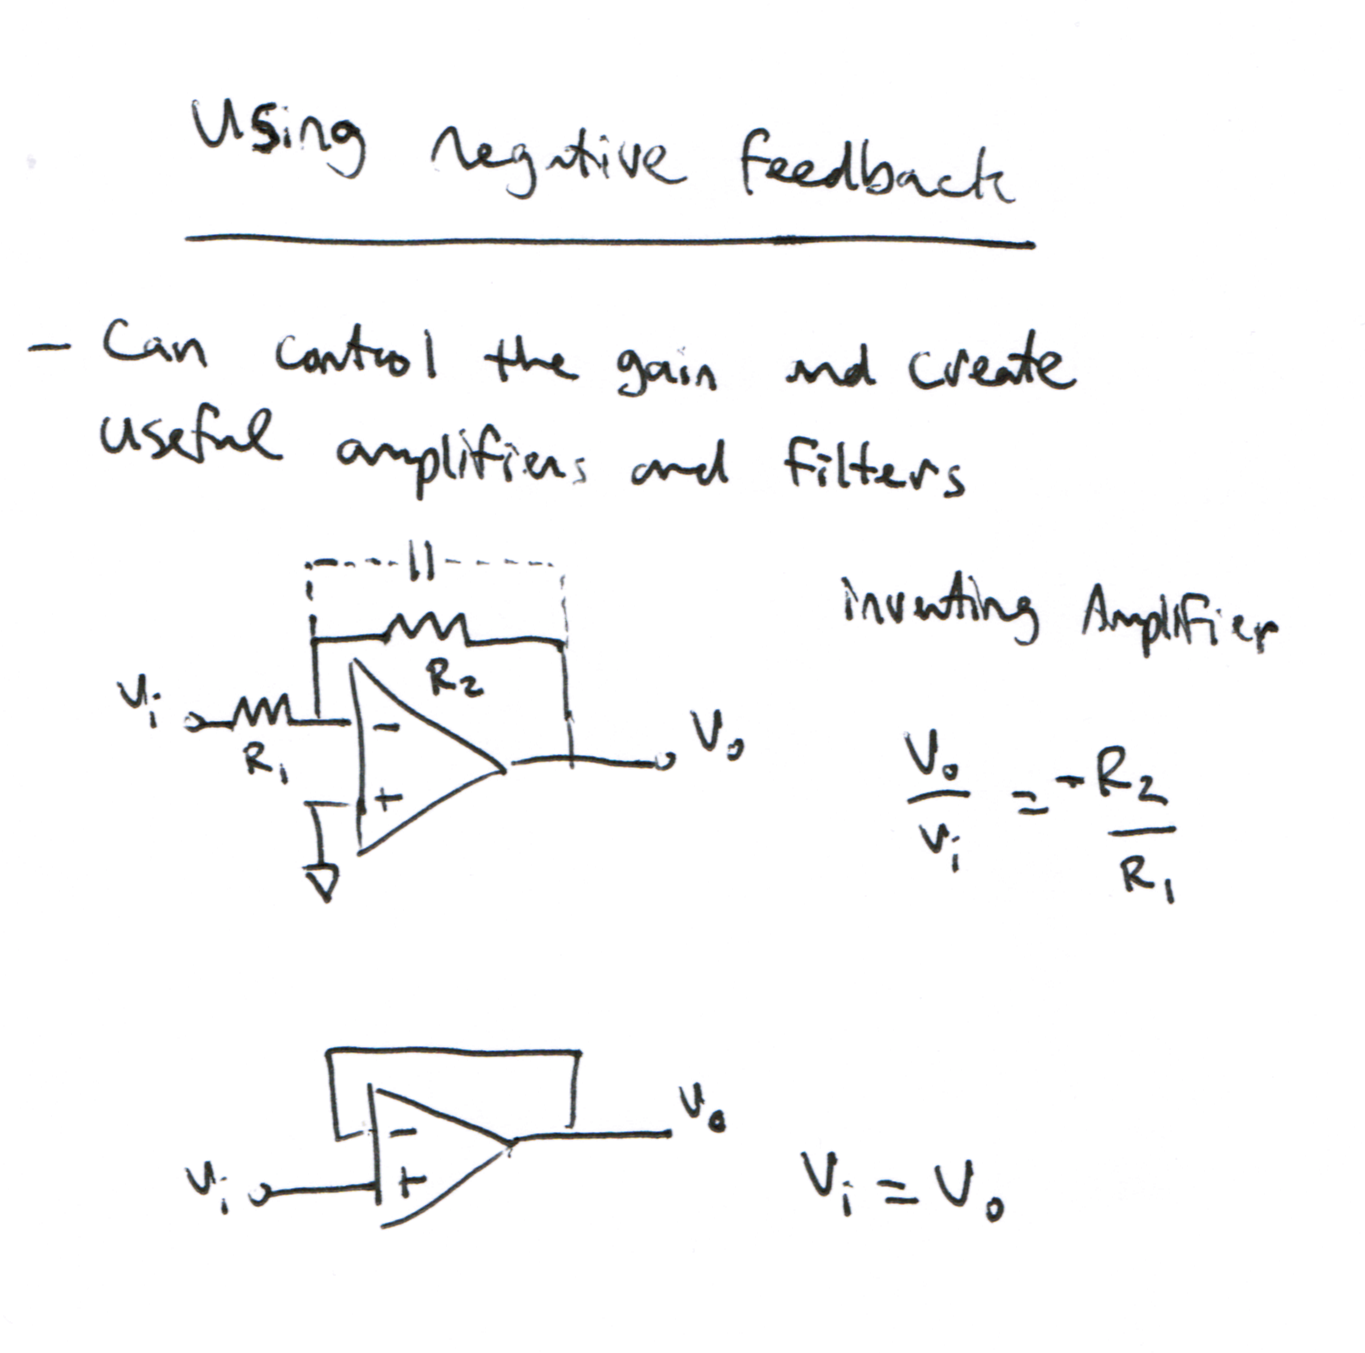 Using negative feedback
- Can control the gain and create
useful amplifiers and filters
inverting Amplifier
R2
Vi
R1
-
+
Vo
Vo/Vi = -R2/R1
Vo
-
+
Vi
Vi = Vo